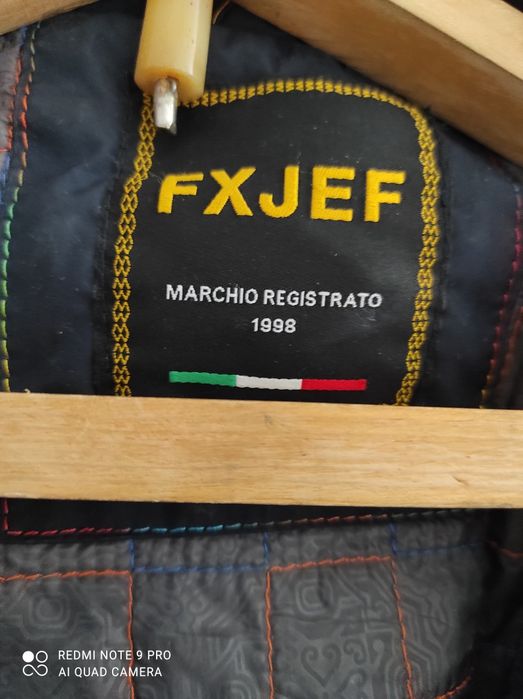 FXJEF
MARCHIO REGISTRATO
1998
REDMI NOTE 9 PRO
AI QUAD CAMERA